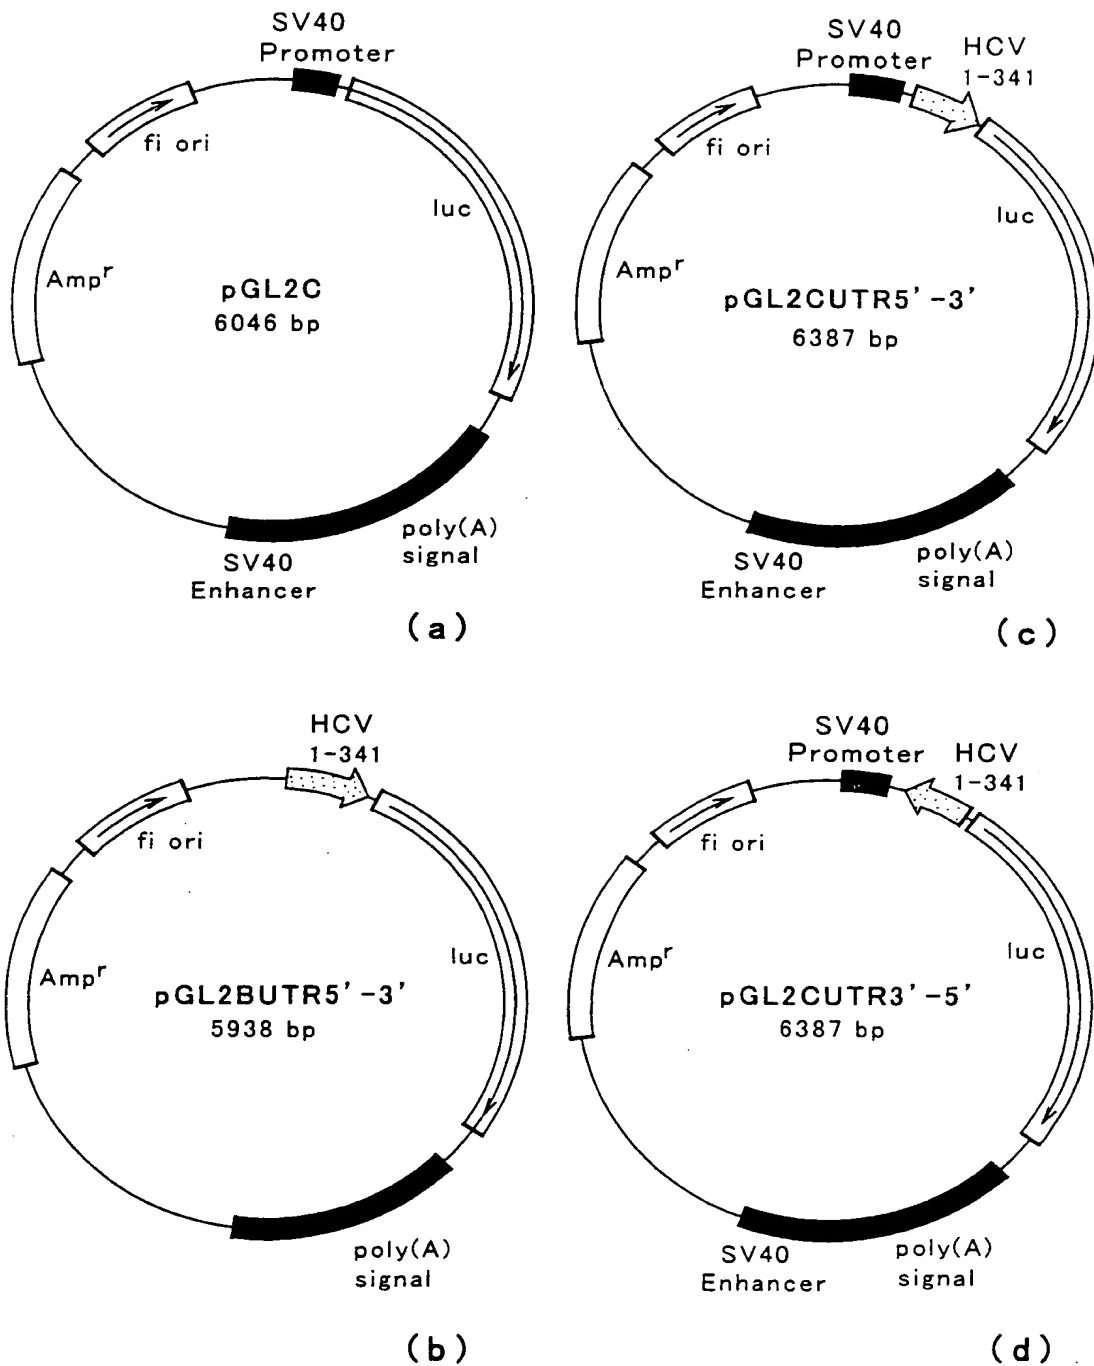 SV40
Promoter
fi ori
luc
Amp^r
pGL2C
6046 bp
poly(A)
signal
SV40
Enhancer
(a)
SV40
Promoter
HCV
1-341
fi ori
luc
Amp^r
pGL2CUTR5'-3'
6387 bp
poly(A)
signal
SV40
Enhancer
(c)
HCV
1-341
fi ori
luc
Amp^r
pGL2BUTR5'-3'
5938 bp
poly(A)
signal
(b)
SV40
Promoter
HCV
1-341
fi ori
luc
Amp^r
pGL2CUTR3'-5'
6387 bp
SV40
Enhancer
poly(A)
signal
(d)